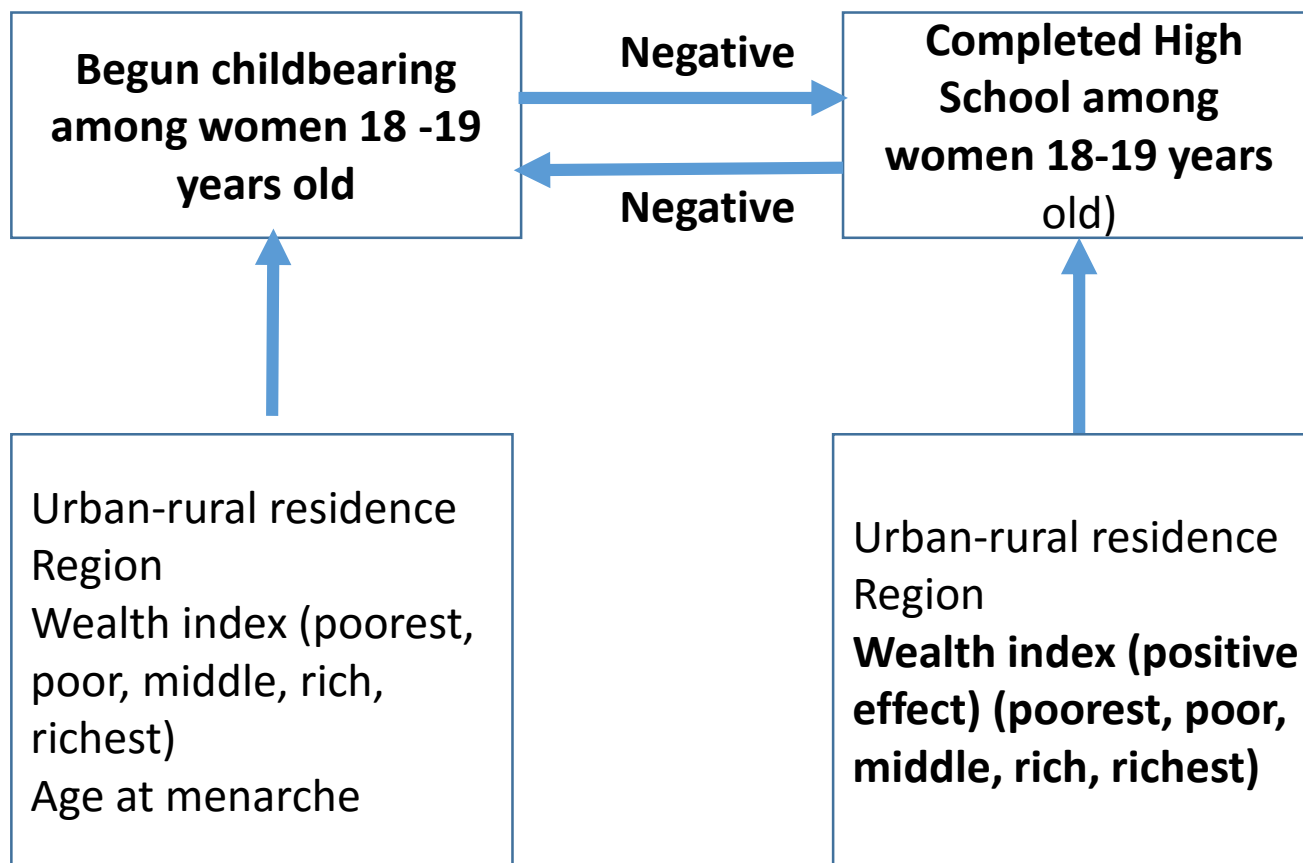 Begun childbearing
among women 18 -19
years old
Negative
Negative
Completed High
School among
women 18-19 years
old)
Urban-rural residence
Region
Wealth index (poorest,
poor, middle, rich,
richest)
Age at menarche
Urban-rural residence
Region
Wealth index (positive
effect) (poorest, poor,
middle, rich, richest)